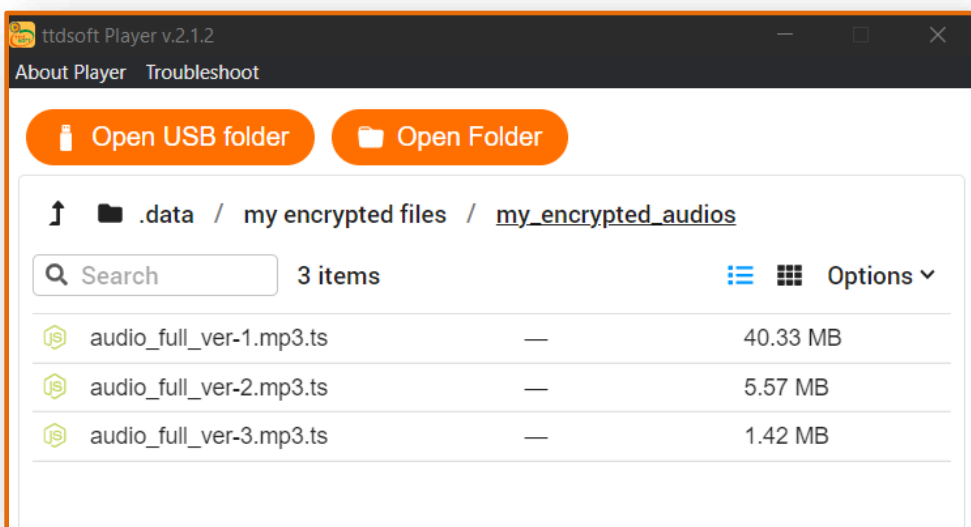 ttdsoft Player v.2.1.2
About Player Troubleshoot
Open USB folder Open Folder
.data / my encrypted files / my_encrypted_audios
Search 3 items Options
audio_full_ver-1.mp3.ts — 40.33 MB
audio_full_ver-2.mp3.ts — 5.57 MB
audio_full_ver-3.mp3.ts — 1.42 MB